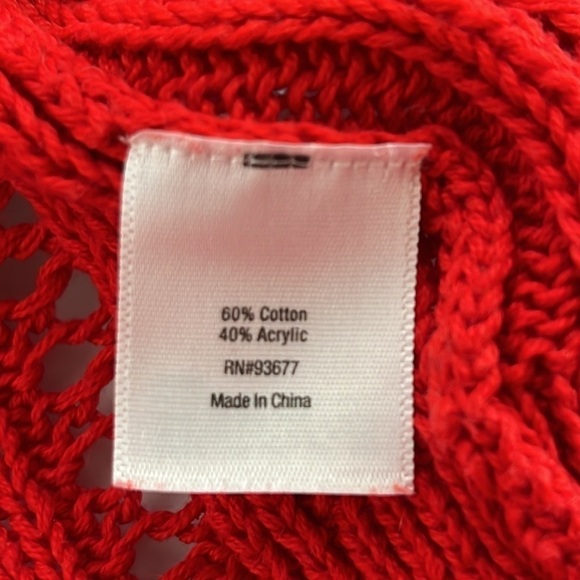 60% Cotton
40% Acrylic
RN#93677
Made In China